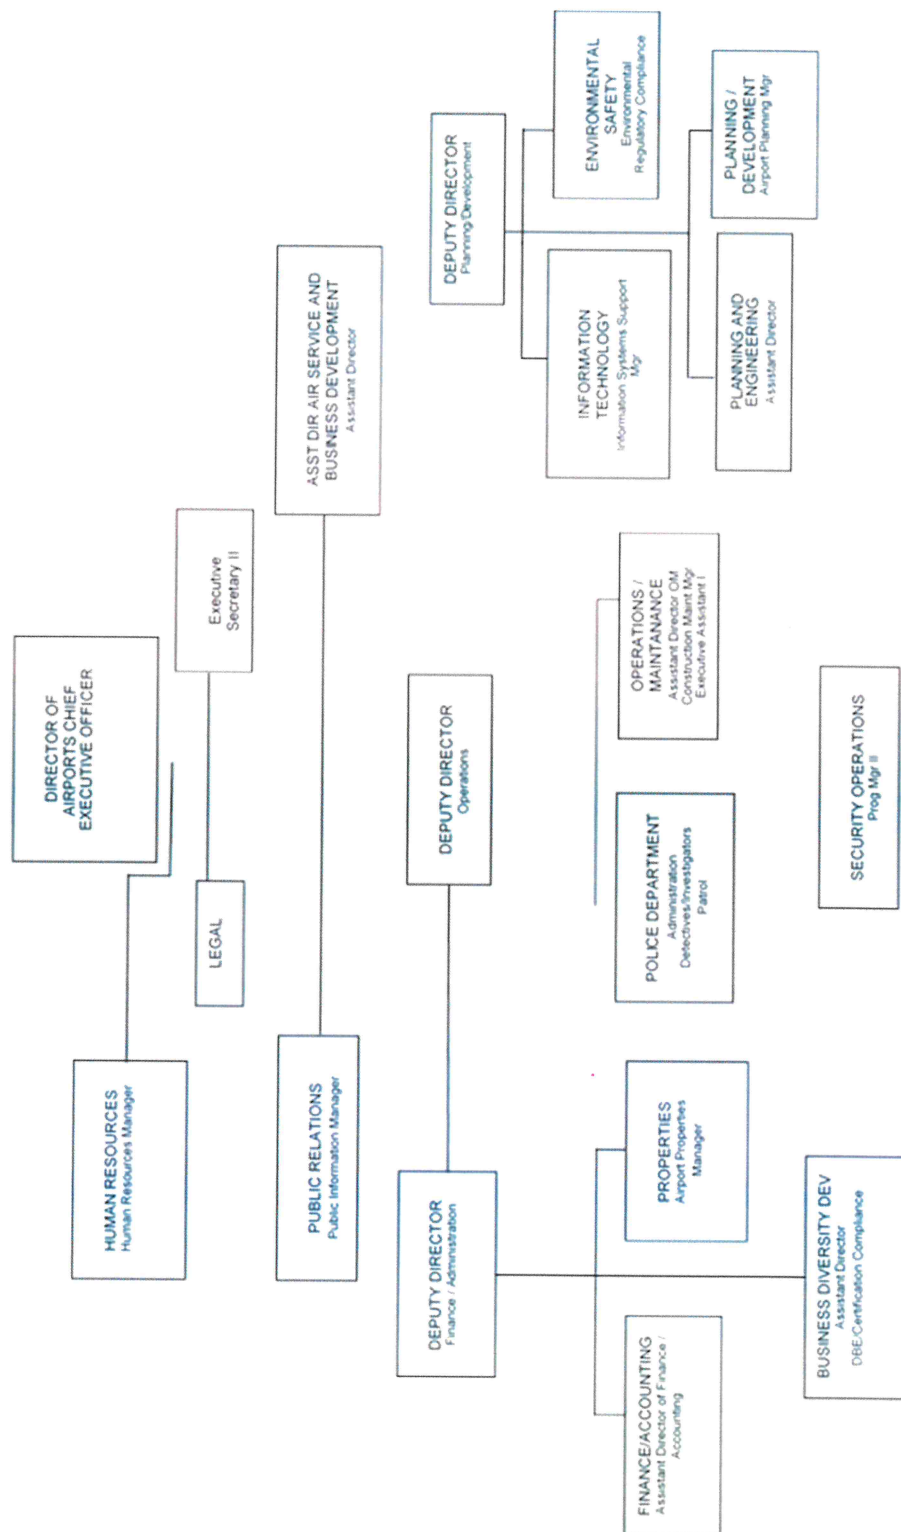 DIRECTOR OF
AIRPORTS CHIEF
EXECUTIVE OFFICER
HUMAN RESOURCES
Human Resources Manager
LEGAL
Executive
Secretary II
PUBLIC RELATIONS
Public Information Manager
ASST DIR AIR SERVICE AND
BUSINESS DEVELOPMENT
Assistant Director
DEPUTY DIRECTOR
Finance / Administration
DEPUTY DIRECTOR
Operations
DEPUTY DIRECTOR
Planning/Development
FINANCE/ACCOUNTING
Assistant Director of Finance /
Accounting
PROPERTIES
Airport Properties
Manager
POLICE DEPARTMENT
Administration
Detectives/Investigators
Patrol
OPERATIONS /
MAINTANANCE
Assistant Director OM
Construction Maint Mgr
Executive Assistant I
INFORMATION
TECHNOLOGY
Information Systems Support
Mgr
ENVIRONMENTAL
SAFETY
Environmental
Regulatory Compliance
BUSINESS DIVERSITY DEV
Assistant Director
DBE/Certification Compliance
SECURITY OPERATIONS
Prog Mgr II
PLANNING AND
ENGINEERING
Assistant Director
PLANNING /
DEVELOPMENT
Airport Planning Mgr